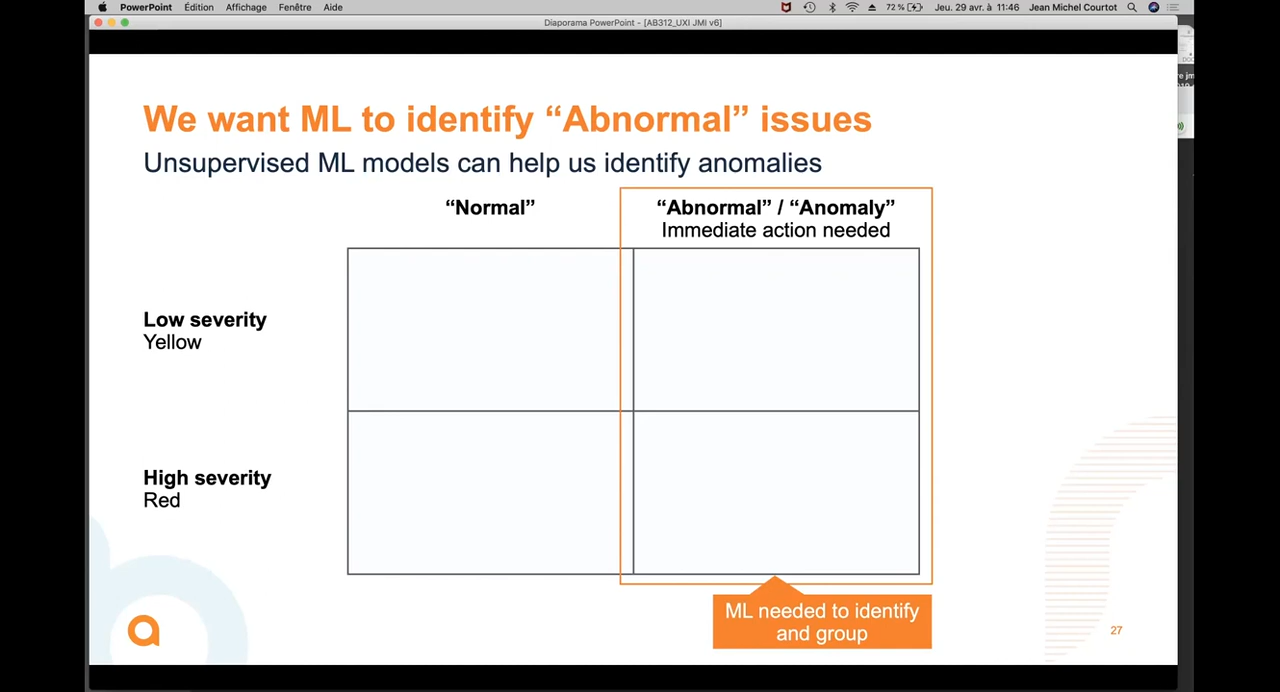 PowerPoint Édition Affichage Fenêtre Aide 72 % Jeu. 29 avr. à 11:46 Jean Michel Courtot
Diaporama PowerPoint - [AB312_UXI JMI v6]
We want ML to identify “Abnormal” issues
Unsupervised ML models can help us identify anomalies
“Normal”
“Abnormal” / “Anomaly”
Immediate action needed
Low severity
Yellow
High severity
Red
ML needed to identify
and group
27